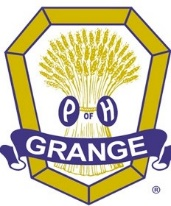 P OF H
GRANGE
®